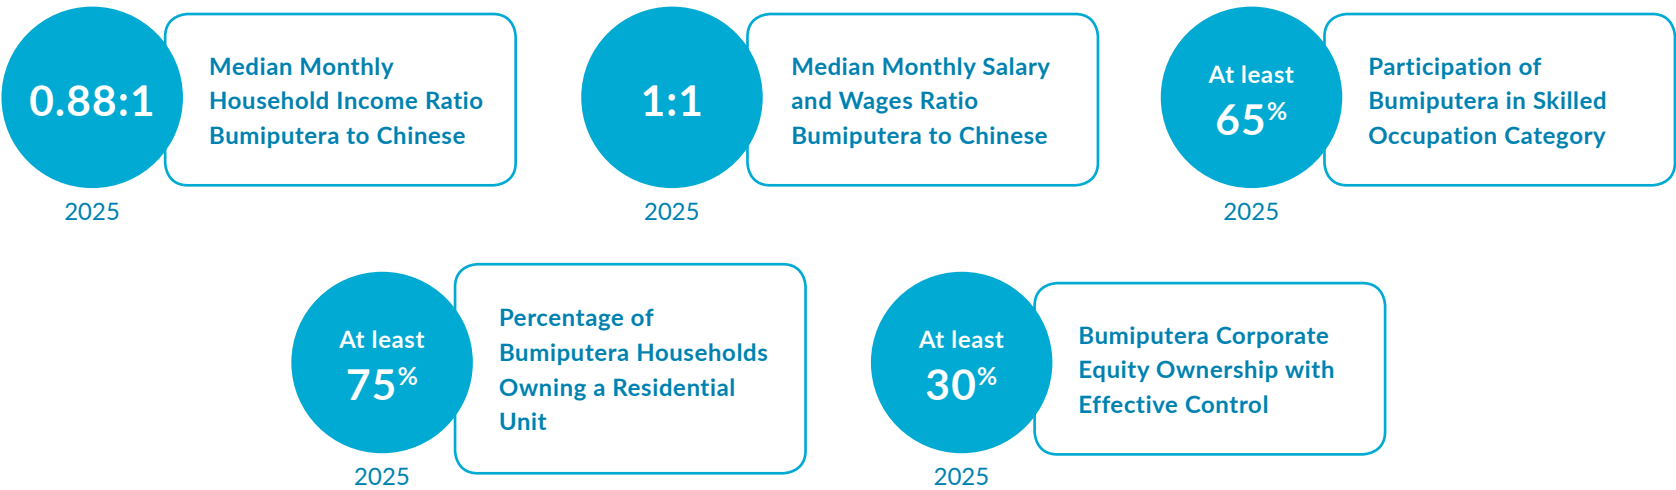 0.88:1
Median Monthly
Household Income Ratio
Bumiputera to Chinese
2025
1:1
Median Monthly Salary
and Wages Ratio
Bumiputera to Chinese
2025
At least
65%
Participation of
Bumiputera in Skilled
Occupation Category
2025
At least
75%
Percentage of
Bumiputera Households
Owning a Residential
Unit
2025
At least
30%
Bumiputera Corporate
Equity Ownership with
Effective Control
2025